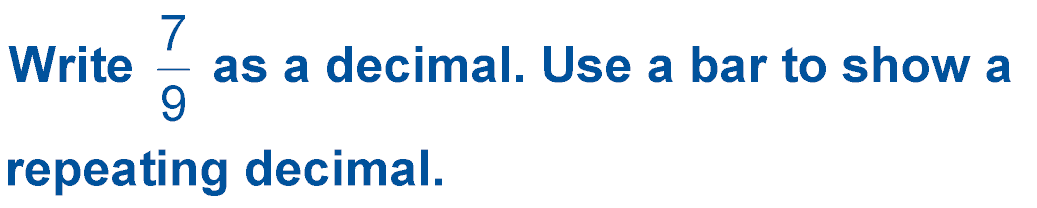 Write 7/9 as a decimal. Use a bar to show a
repeating decimal.